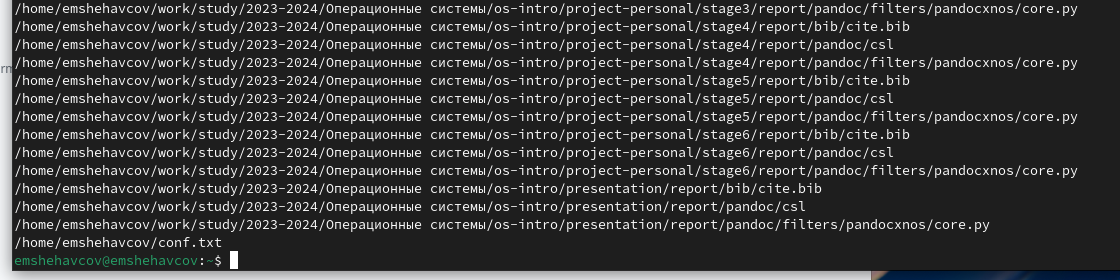 /home/emshehavcov/work/study/2023-2024/Операционные системы/os-intro/project-personal/stage3/report/pandoc/filters/pandocxnos/core.py
/home/emshehavcov/work/study/2023-2024/Операционные системы/os-intro/project-personal/stage4/report/bib/cite.bib
/home/emshehavcov/work/study/2023-2024/Операционные системы/os-intro/project-personal/stage4/report/pandoc/csl
/home/emshehavcov/work/study/2023-2024/Операционные системы/os-intro/project-personal/stage4/report/pandoc/filters/pandocxnos/core.py
/home/emshehavcov/work/study/2023-2024/Операционные системы/os-intro/project-personal/stage5/report/bib/cite.bib
/home/emshehavcov/work/study/2023-2024/Операционные системы/os-intro/project-personal/stage5/report/pandoc/csl
/home/emshehavcov/work/study/2023-2024/Операционные системы/os-intro/project-personal/stage5/report/pandoc/filters/pandocxnos/core.py
/home/emshehavcov/work/study/2023-2024/Операционные системы/os-intro/project-personal/stage6/report/bib/cite.bib
/home/emshehavcov/work/study/2023-2024/Операционные системы/os-intro/project-personal/stage6/report/pandoc/csl
/home/emshehavcov/work/study/2023-2024/Операционные системы/os-intro/project-personal/stage6/report/pandoc/filters/pandocxnos/core.py
/home/emshehavcov/work/study/2023-2024/Операционные системы/os-intro/presentation/report/bib/cite.bib
/home/emshehavcov/work/study/2023-2024/Операционные системы/os-intro/presentation/report/pandoc/csl
/home/emshehavcov/work/study/2023-2024/Операционные системы/os-intro/presentation/report/pandoc/filters/pandocxnos/core.py
/home/emshehavcov/conf.txt
emshehavcov@emshehavcov:~$